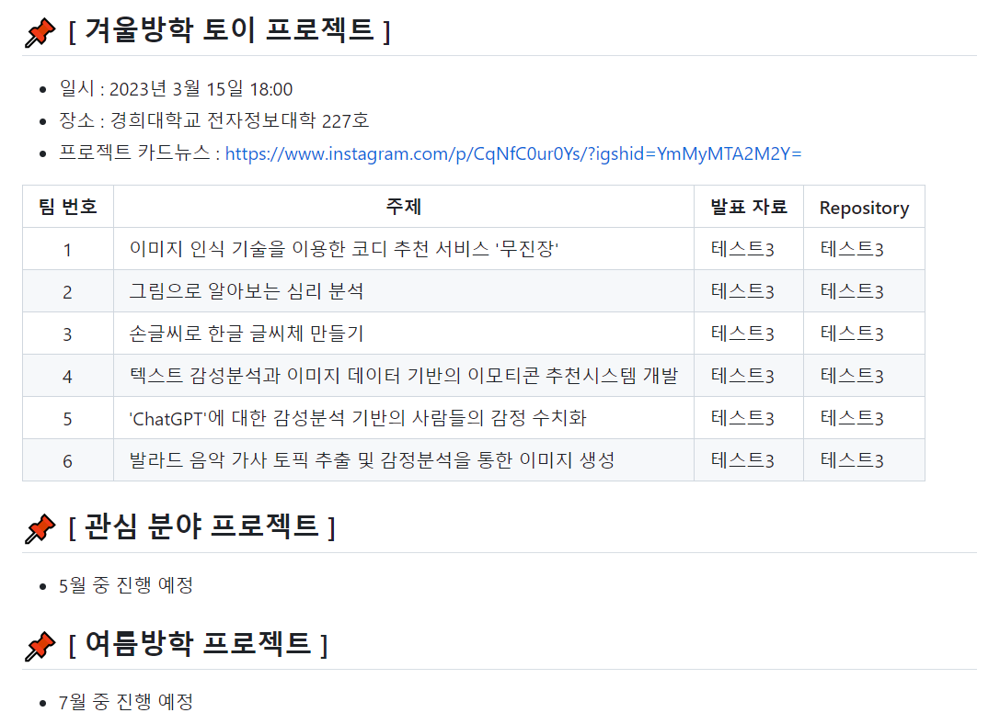 [ 겨울방학 토이 프로젝트 ]
일시 : 2023년 3월 15일 18:00
장소 : 경희대학교 전자정보대학 227호
프로젝트 카드뉴스 : https://www.instagram.com/p/CqNfC0ur0Ys/?igshid=YmMyMTA2M2Y=
팀 번호 주제 발표 자료 Repository
1 이미지 인식 기술을 이용한 코디 추천 서비스 '무진장' 테스트3 테스트3
2 그림으로 알아보는 심리 분석 테스트3 테스트3
3 손글씨로 한글 글씨체 만들기 테스트3 테스트3
4 텍스트 감성분석과 이미지 데이터 기반의 이모티콘 추천시스템 개발 테스트3 테스트3
5 'ChatGPT'에 대한 감성분석 기반의 사람들의 감정 수치화 테스트3 테스트3
6 발라드 음악 가사 토픽 추출 및 감정분석을 통한 이미지 생성 테스트3 테스트3
[ 관심 분야 프로젝트 ]
5월 중 진행 예정
[ 여름방학 프로젝트 ]
7월 중 진행 예정